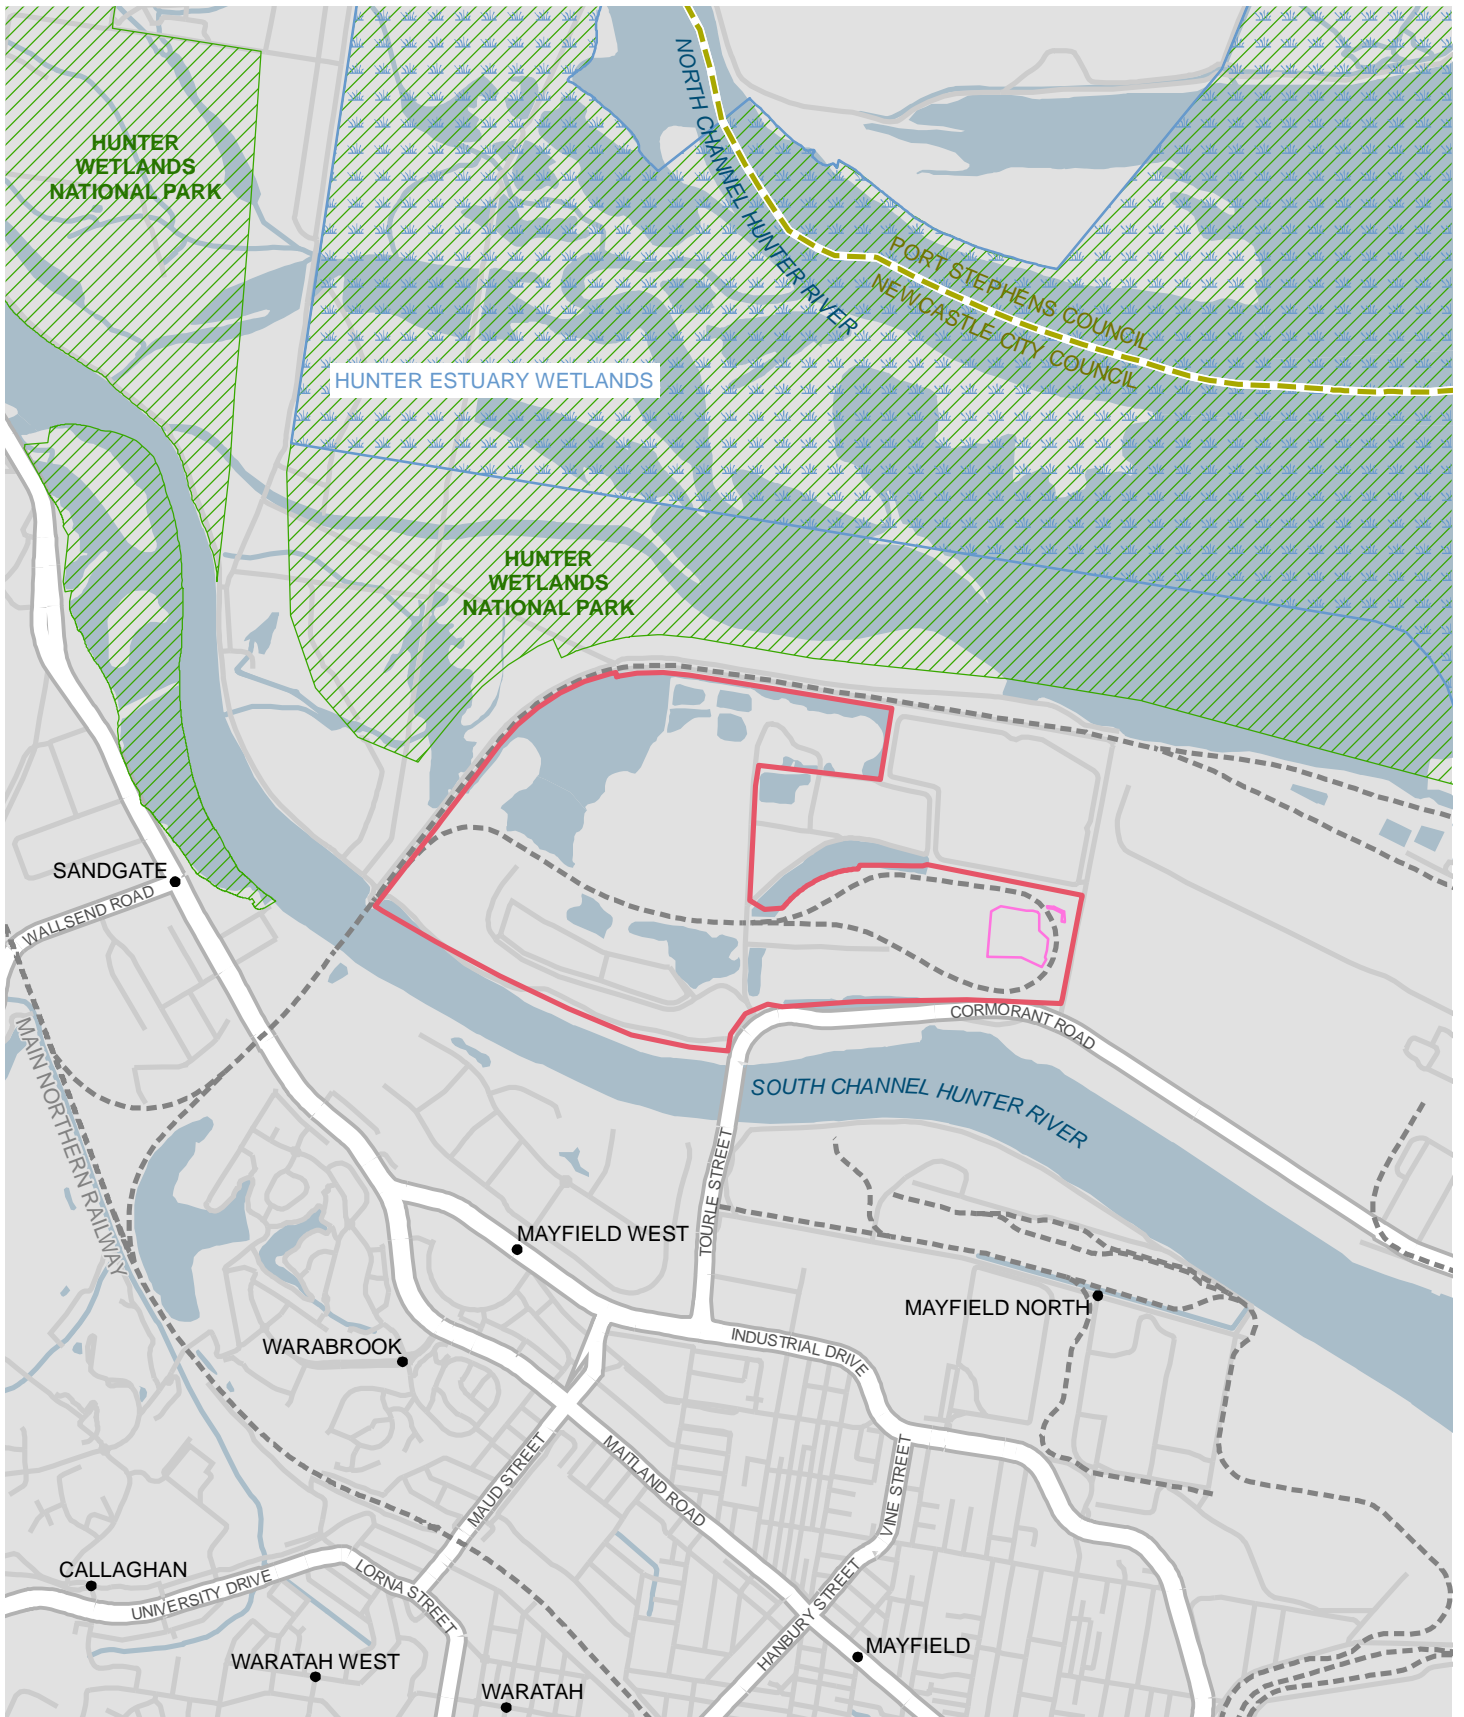 HUNTER
WETLANDS
NATIONAL PARK
NORTH CHANNEL HUNTER RIVER
PORT STEPHENS COUNCIL
NEWCASTLE CITY COUNCIL
HUNTER ESTUARY WETLANDS
HUNTER
WETLANDS
NATIONAL PARK
SANDGATE
WALLSEND ROAD
MAIN NORTHERN RAILWAY
CORMORANT ROAD
SOUTH CHANNEL HUNTER RIVER
TOURLE STREET
MAYFIELD WEST
MAYFIELD NORTH
WARABROOK
INDUSTRIAL DRIVE
MAUD STREET
MAITLAND ROAD
VINE STREET
CALLAGHAN
UNIVERSITY DRIVE
LORNA STREET
HANBURY STREET
MAYFIELD
WARATAH WEST
WARATAH